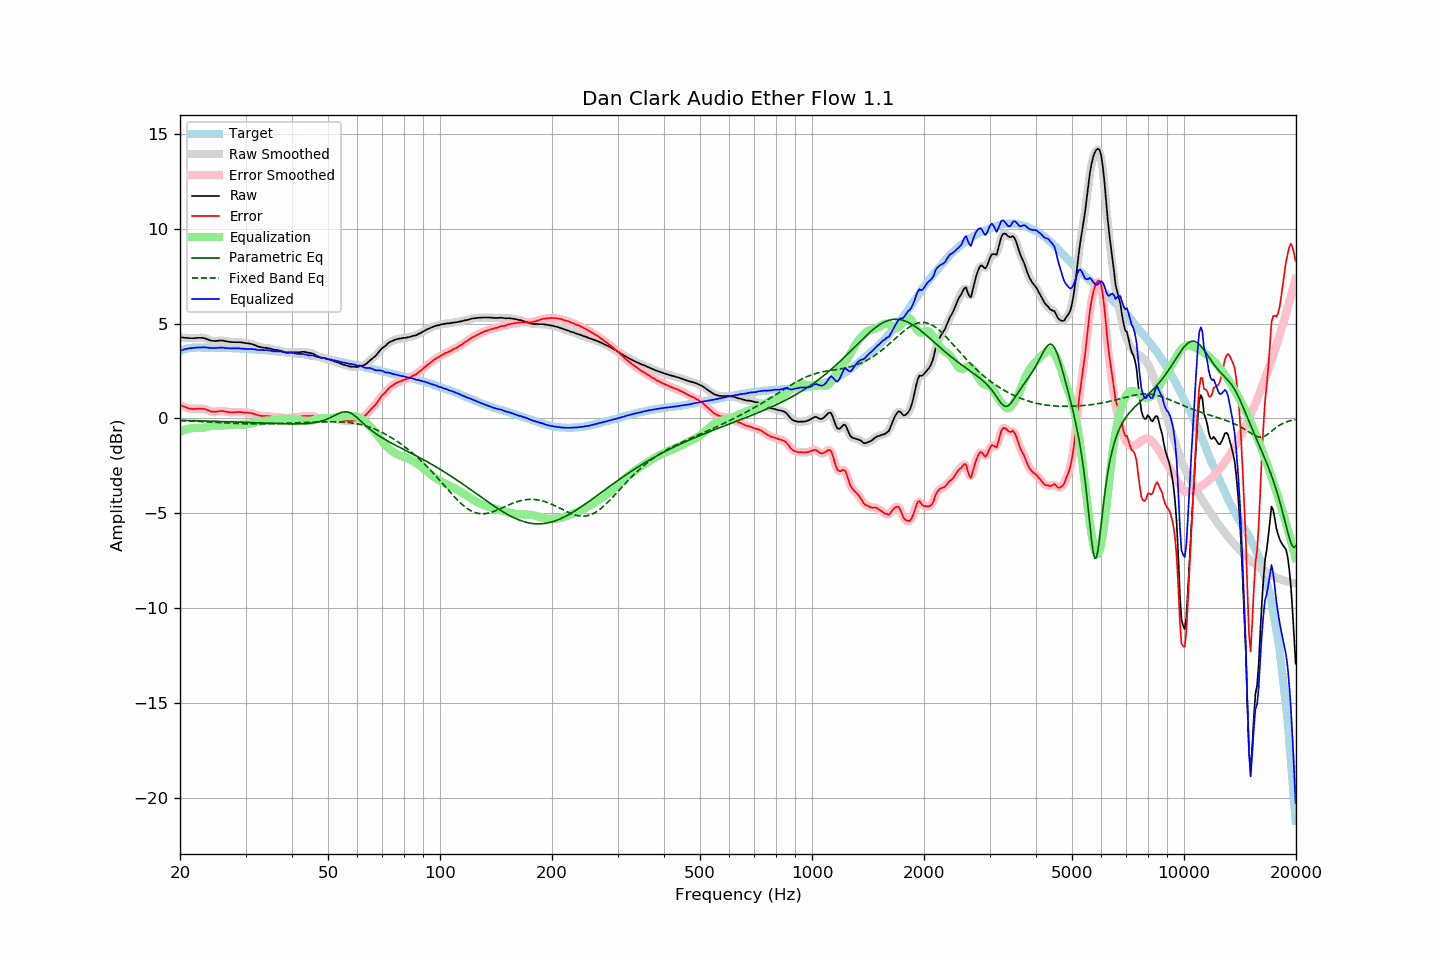 Dan Clark Audio Ether Flow 1.1
Target
Raw Smoothed
Error Smoothed
Raw
Error
Equalization
Parametric Eq
Fixed Band Eq
Equalized
15
10
5
0
−5
−10
−15
−20
Amplitude (dBr)
20
50
100
200
500
1000
2000
5000
10000
20000
Frequency (Hz)